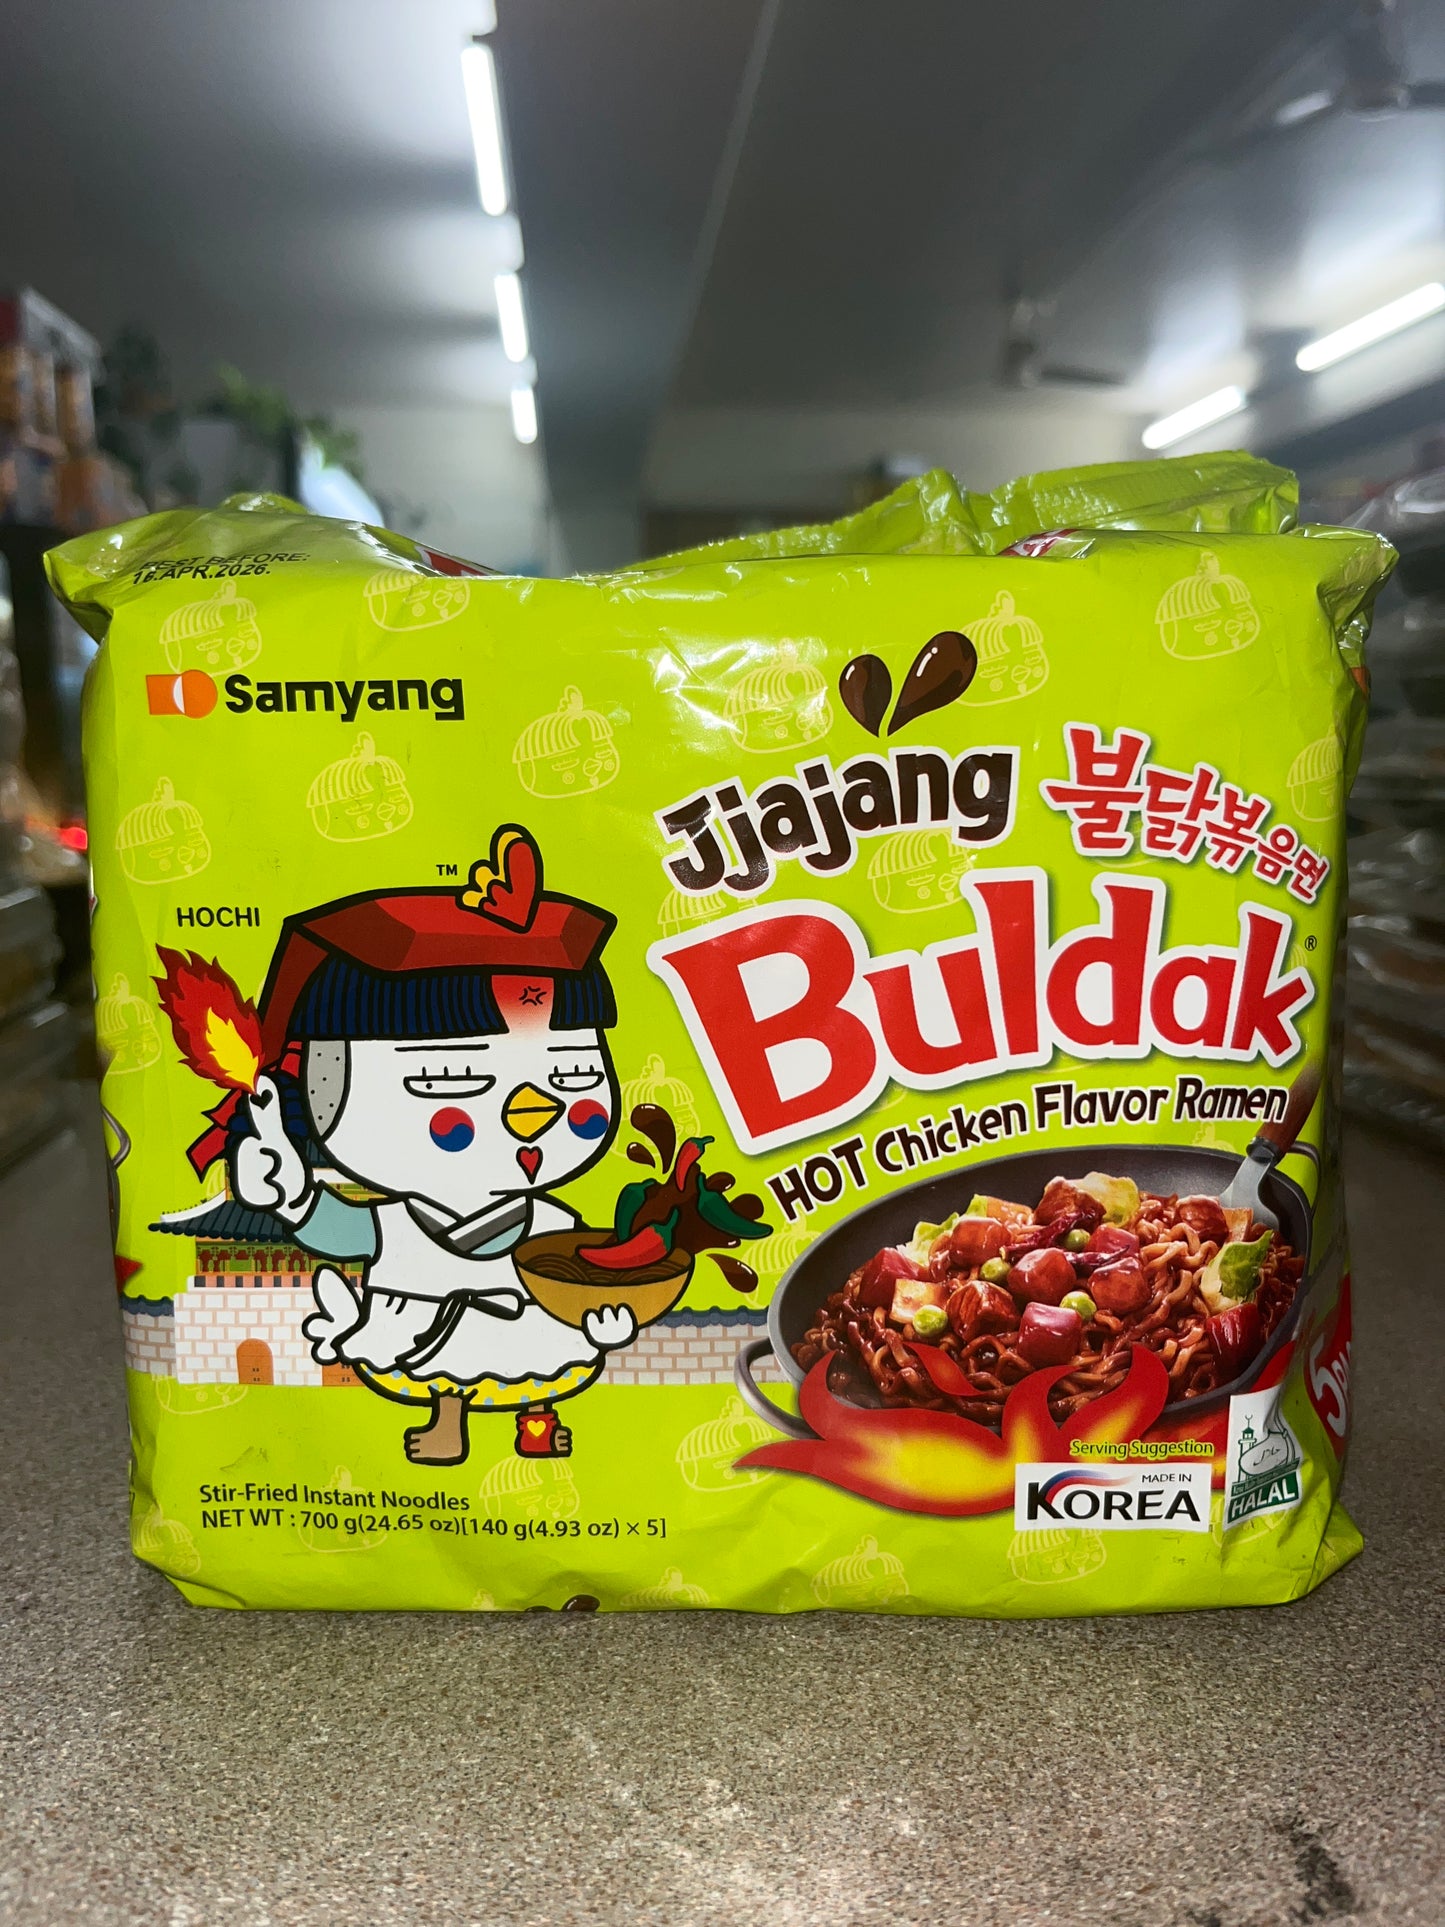 BEST BEFORE:
16.APR.2026.
Samyang
Jjajang
불닭볶음면
TM
HOCHI
Buldak®
HOT Chicken Flavor Ramen
Serving Suggestion
MADE IN
KOREA
HALAL
Stir-Fried Instant Noodles
NET WT : 700 g(24.65 oz)[140 g(4.93 oz) × 5]